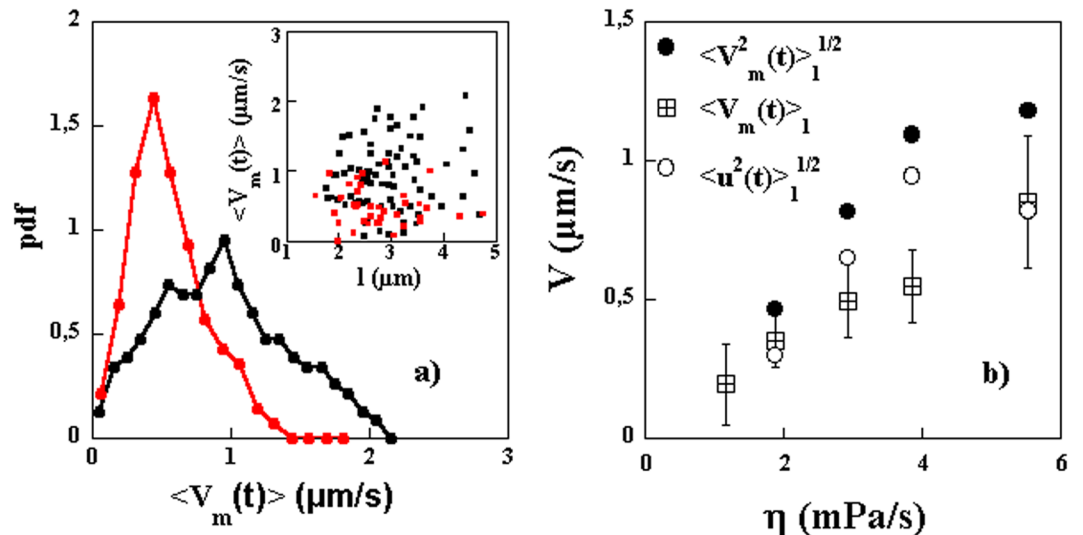 2
1,5
1
0,5
0
pdf
0
1
2
3
<V_m(t)> (μm/s)
a)
3
2
1
0
<V_m(t)> (μm/s)
1
2
3
4
5
l (μm)
1,5
1
0,5
0
V (μm/s)
<V²_m(t)>_l^1/2
<V_m(t)>_l
<u²(t)>_l^1/2
b)
0
2
4
6
η (mPa/s)